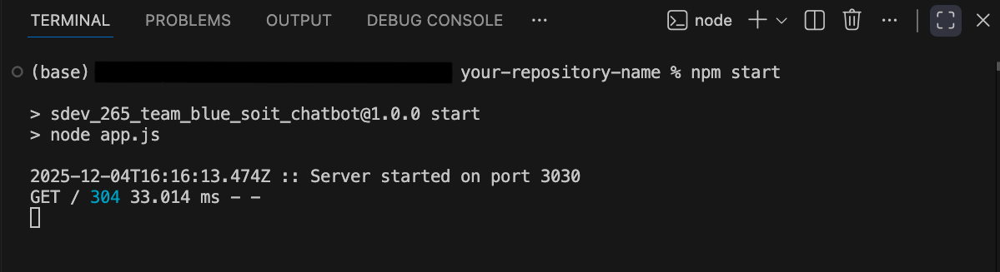 TERMINAL PROBLEMS OUTPUT DEBUG CONSOLE ··· node ···
(base) your-repository-name % npm start
> sdev_265_team_blue_soit_chatbot@1.0.0 start
> node app.js
2025-12-04T16:16:13.474Z :: Server started on port 3030
GET / 304 33.014 ms - -